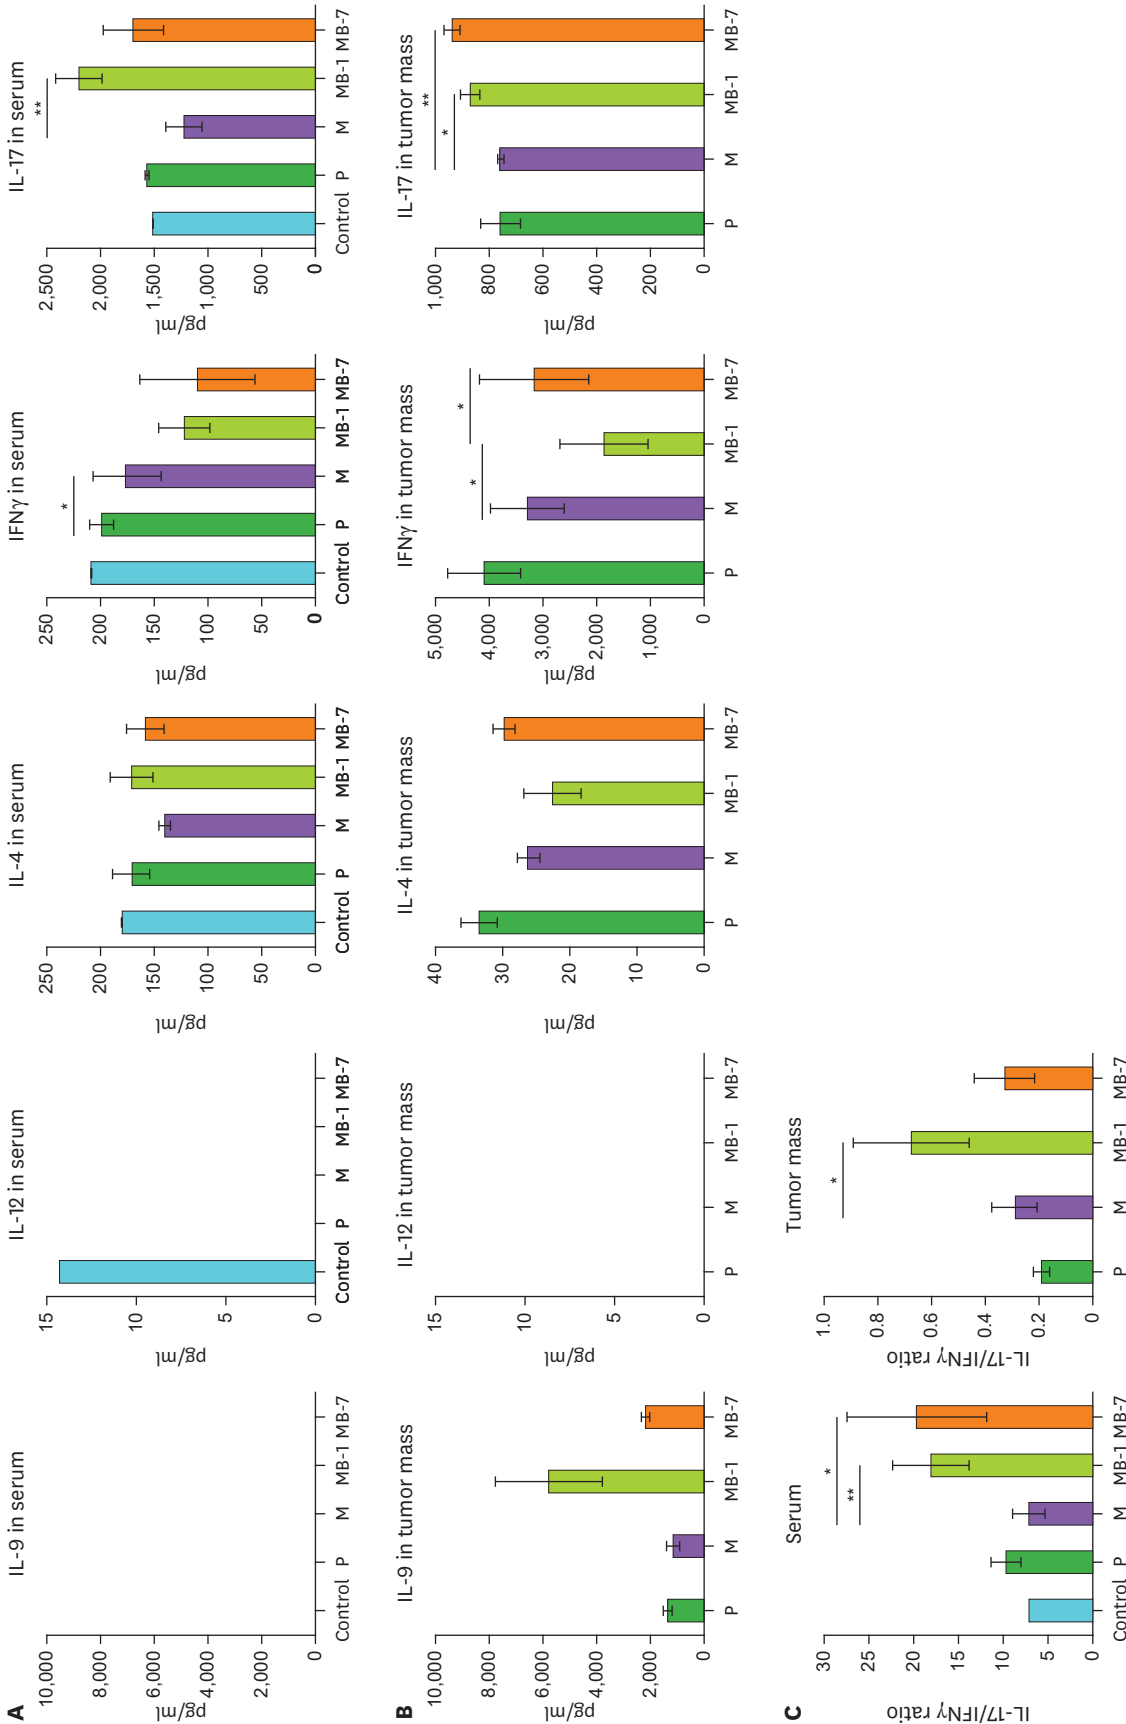 A
IL-9 in serum
pg/ml
10,000
8,000
6,000
4,000
2,000
0
Control P M MB-1 MB-7
IL-12 in serum
pg/ml
15
10
5
0
Control P M MB-1 MB-7
IL-4 in serum
pg/ml
250
200
150
100
50
0
Control P M MB-1 MB-7
IFNγ in serum
pg/ml
250
200
150
100
50
0
*
Control P M MB-1 MB-7
IL-17 in serum
pg/ml
2,500
2,000
1,500
1,000
500
0
**
Control P M MB-1 MB-7
B
IL-9 in tumor mass
pg/ml
10,000
8,000
6,000
4,000
2,000
0
P M MB-1 MB-7
IL-12 in tumor mass
pg/ml
15
10
5
0
P M MB-1 MB-7
IL-4 in tumor mass
pg/ml
40
30
20
10
0
P M MB-1 MB-7
IFNγ in tumor mass
pg/ml
5,000
4,000
3,000
2,000
1,000
0
*
*
P M MB-1 MB-7
IL-17 in tumor mass
pg/ml
1,000
800
600
400
200
0
**
*
P M MB-1 MB-7
C
Serum
IL-17/IFNγ ratio
30
25
20
15
10
5
0
*
**
Control P M MB-1 MB-7
Tumor mass
IL-17/IFNγ ratio
1.0
0.8
0.6
0.4
0.2
0
*
P M MB-1 MB-7